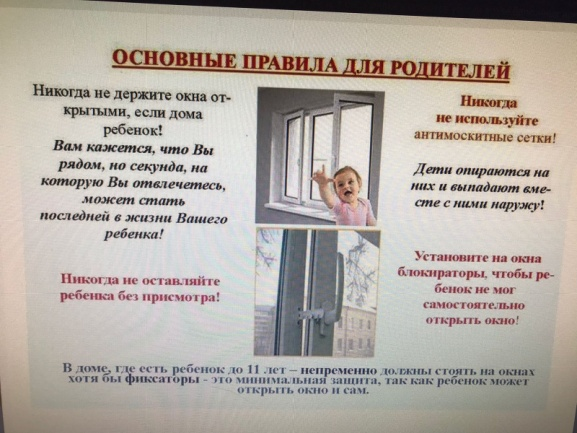 ОСНОВНЫЕ ПРАВИЛА ДЛЯ РОДИТЕЛЕЙ
Никогда не держите окна от-
крытыми, если дома
ребенок!
Вам кажется, что Вы
рядом, но секунда, на
которую Вы отвлечетесь,
может стать
последней в жизни Вашего
ребенка!
Никогда не оставляйте
ребенка без присмотра!
Никогда
не используйте
антимоскитные сетки!
Дети опираются на
них и выпадают вме-
сте с ними наружу!
Установите на окна
блокираторы, чтобы ре-
бенок не мог
самостоятельно
открыть окно!
В доме, где есть ребенок до 11 лет – непременно должны стоять на окнах
хотя бы фиксаторы - это минимальная защита, так как ребенок может
открыть окно и сам.